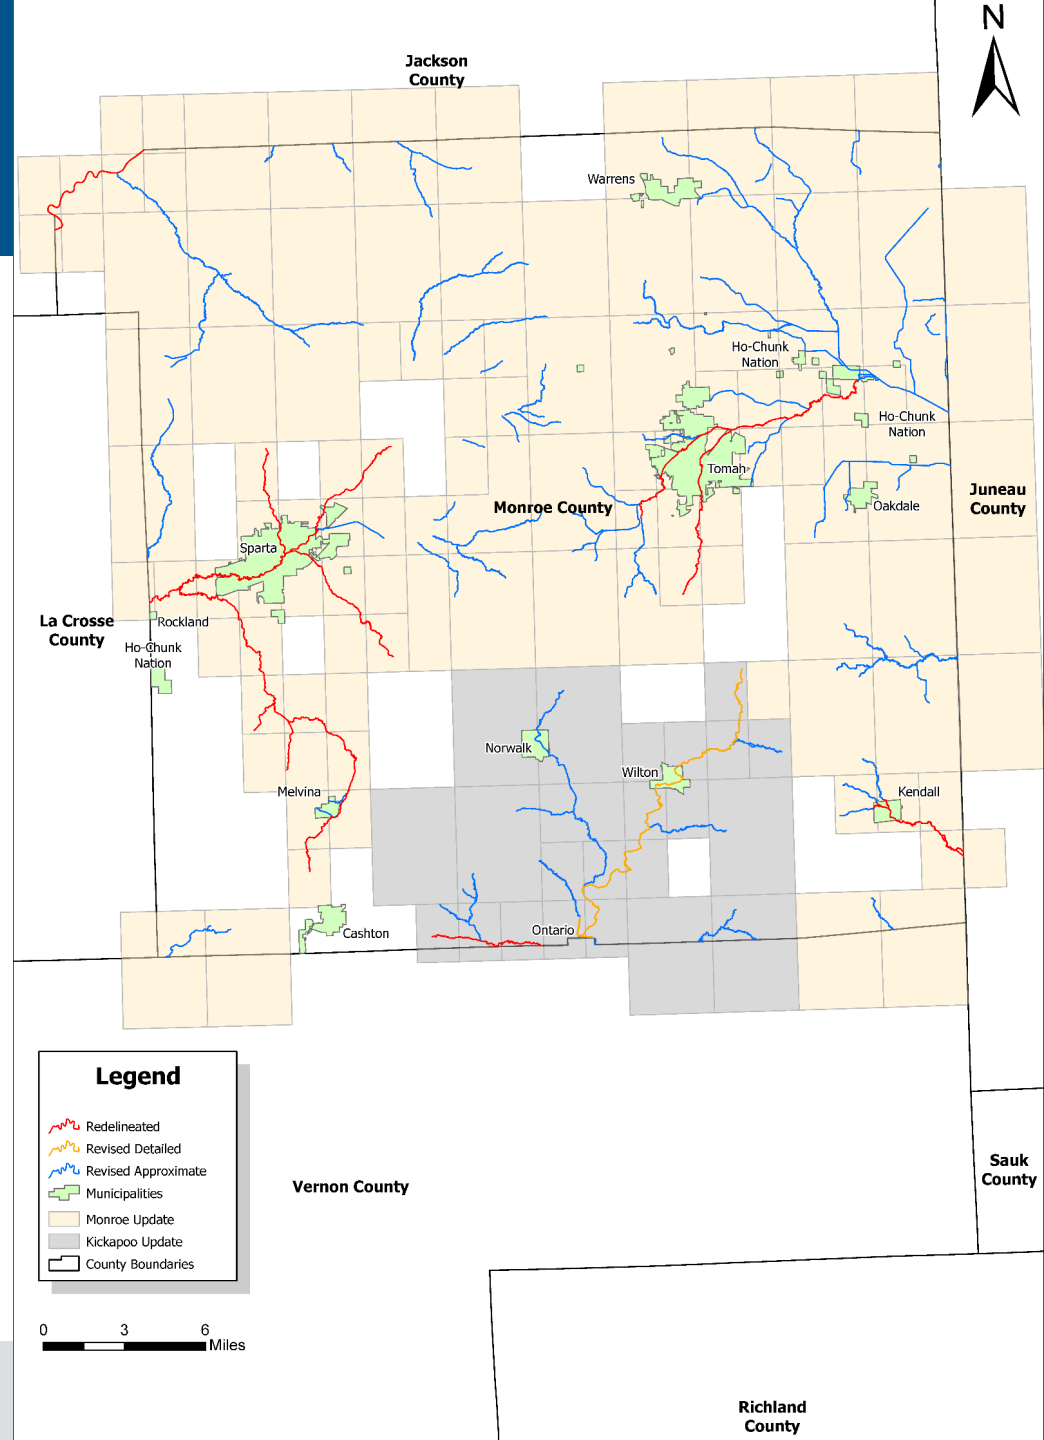 N
Jackson
County
Warrens
Ho-Chunk
Nation
Ho-Chunk
Nation
Tomah
Monroe County
Oakdale
Juneau
County
Sparta
La Crosse
County
Rockland
Ho-Chunk
Nation
Norwalk
Wilton
Melvina
Kendall
Ontario
Cashton
Legend
Redelineated
Revised Detailed
Revised Approximate
Municipalities
Monroe Update
Kickapoo Update
County Boundaries
Vernon County
Sauk
County
0 3 6
Miles
Richland
County